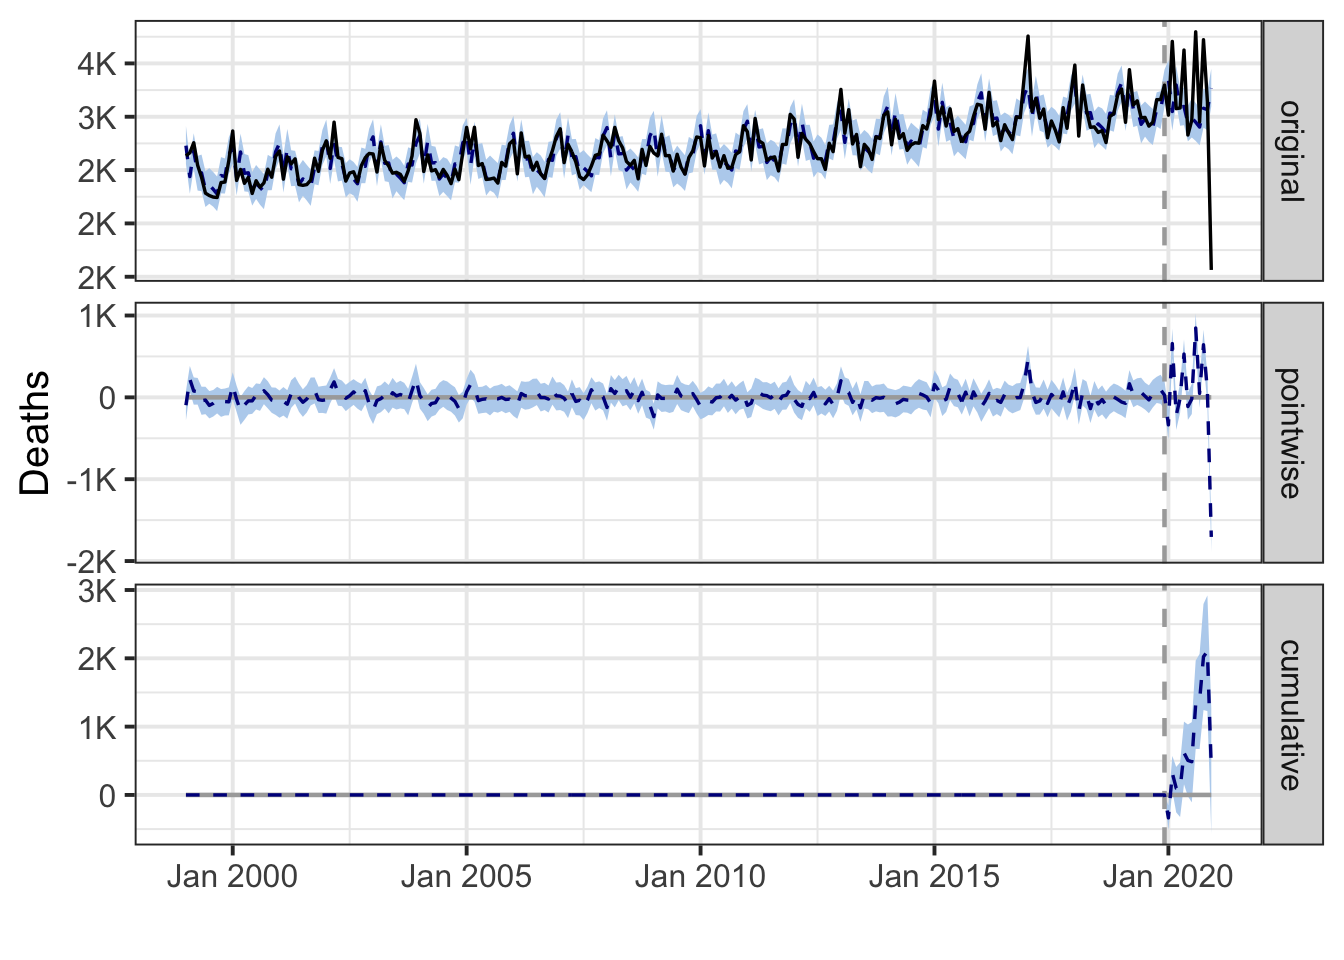 Deaths
4K
3K
2K
2K
2K
original
1K
0
-1K
-2K
pointwise
3K
2K
1K
0
cumulative
Jan 2000 Jan 2005 Jan 2010 Jan 2015 Jan 2020